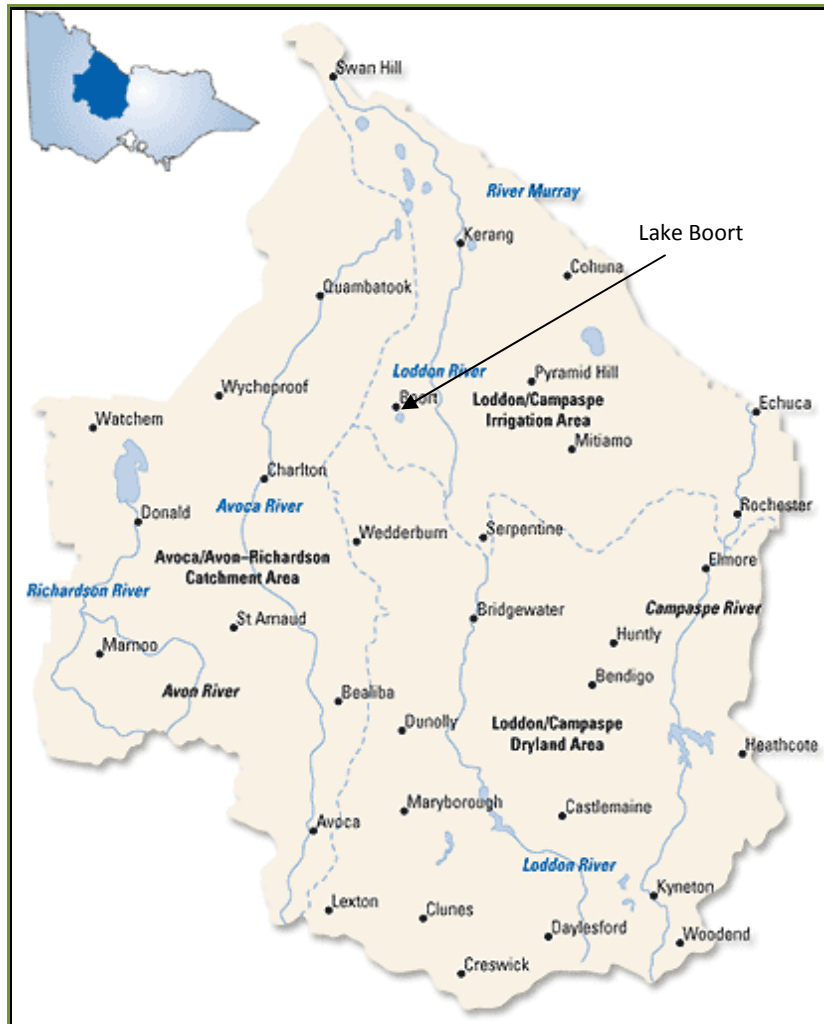 Swan Hill
River Murray
Lake Boort
Kerang
Cohuna
Quambatook
Loddon River
Pyramid Hill
Wycheproof
Boort
Loddon/Campaspe
Irrigation Area
Echuca
Watchem
Mitiamo
Charlton
Avoca River
Donald
Rochester
Wedderburn
Serpentine
Avoca/Avon–Richardson
Catchment Area
Elmore
Richardson River
Bridgewater
Campaspe River
St Arnaud
Huntly
Marnoo
Bendigo
Avon River
Bealiba
Dunolly
Loddon/Campaspe
Dryland Area
Heathcote
Maryborough
Castlemaine
Avoca
Loddon River
Kyneton
Lexton
Clunes
Daylesford
Woodend
Creswick